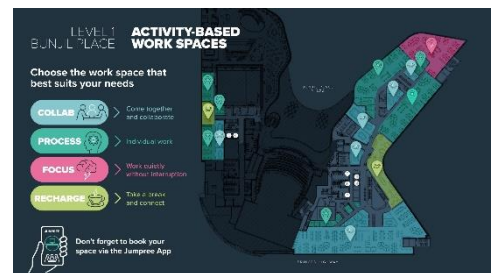 LEVEL 1
BUNJIL PLACE
ACTIVITY-BASED
WORK SPACES
Choose the work space that
best suits your needs
COLLAB
Come together
and collaborate
PROCESS
Individual work
FOCUS
Work quietly
without interruption
RECHARGE
Take a break
and connect
Don't forget to book your
space via the Jumpree App